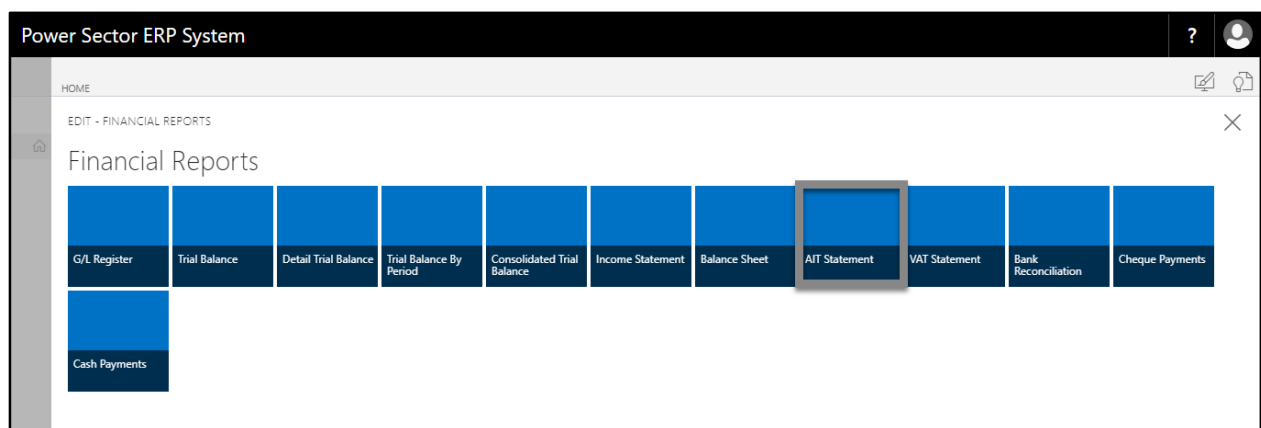 Power Sector ERP System ?
HOME
EDIT - FINANCIAL REPORTS
Financial Reports
G/L Register
Trial Balance
Detail Trial Balance
Trial Balance By
Period
Consolidated Trial
Balance
Income Statement
Balance Sheet
AIT Statement
VAT Statement
Bank
Reconciliation
Cheque Payments
Cash Payments